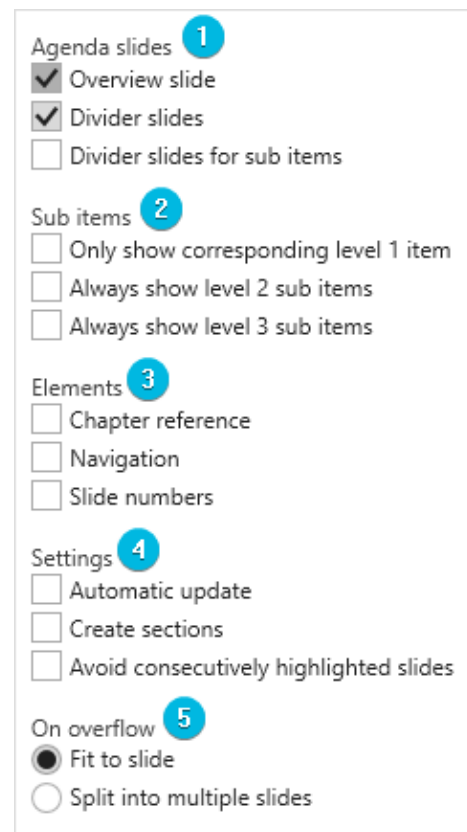 Agenda slides 1
Overview slide
Divider slides
Divider slides for sub items
Sub items 2
Only show corresponding level 1 item
Always show level 2 sub items
Always show level 3 sub items
Elements 3
Chapter reference
Navigation
Slide numbers
Settings 4
Automatic update
Create sections
Avoid consecutively highlighted slides
On overflow 5
Fit to slide
Split into multiple slides